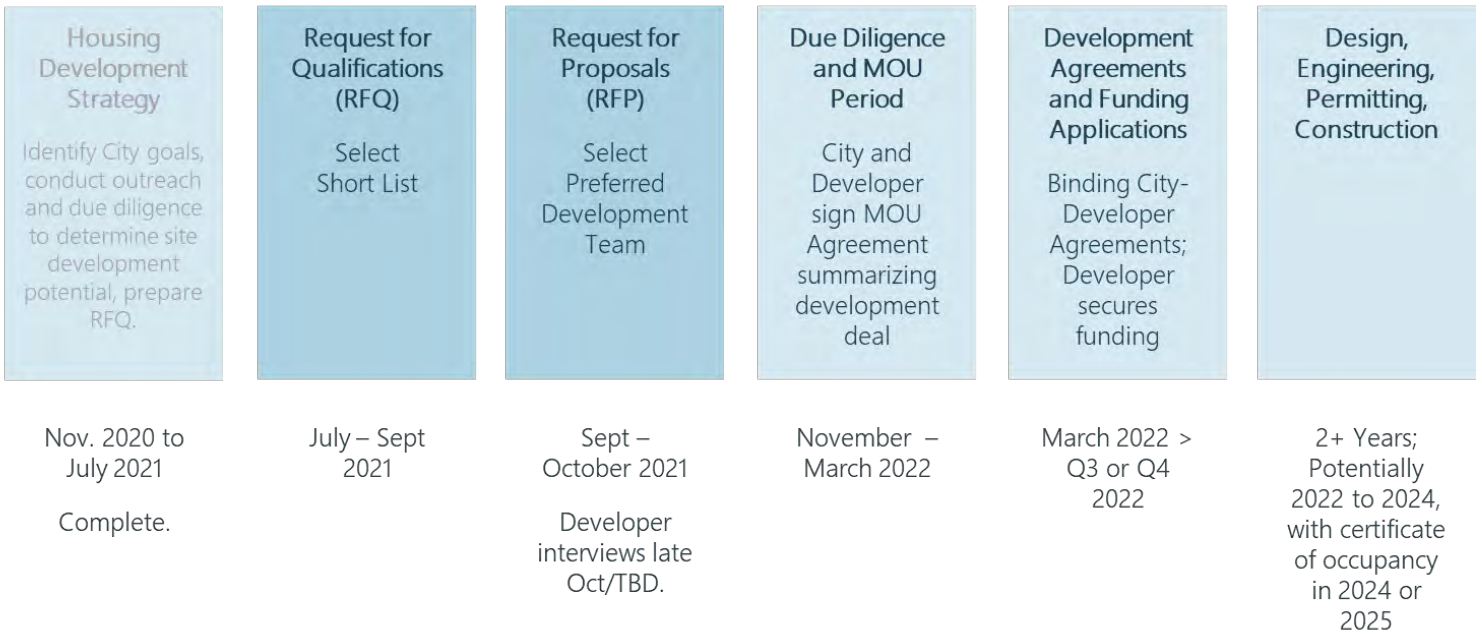 Housing
Development
Strategy
Identify City goals,
conduct outreach
and due diligence
to determine site
development
potential, prepare
RFQ.
Nov. 2020 to
July 2021
Complete.
Request for
Qualifications
(RFQ)
Select
Short List
July – Sept
2021
Request for
Proposals
(RFP)
Select
Preferred
Development
Team
Sept –
October 2021
Developer
interviews late
Oct/TBD.
Due Diligence
and MOU
Period
City and
Developer
sign MOU
Agreement
summarizing
development
deal
November –
March 2022
Development
Agreements
and Funding
Applications
Binding City-
Developer
Agreements;
Developer
secures
funding
March 2022 >
Q3 or Q4
2022
Design,
Engineering,
Permitting,
Construction
2+ Years;
Potentially
2022 to 2024,
with certificate
of occupancy
in 2024 or
2025